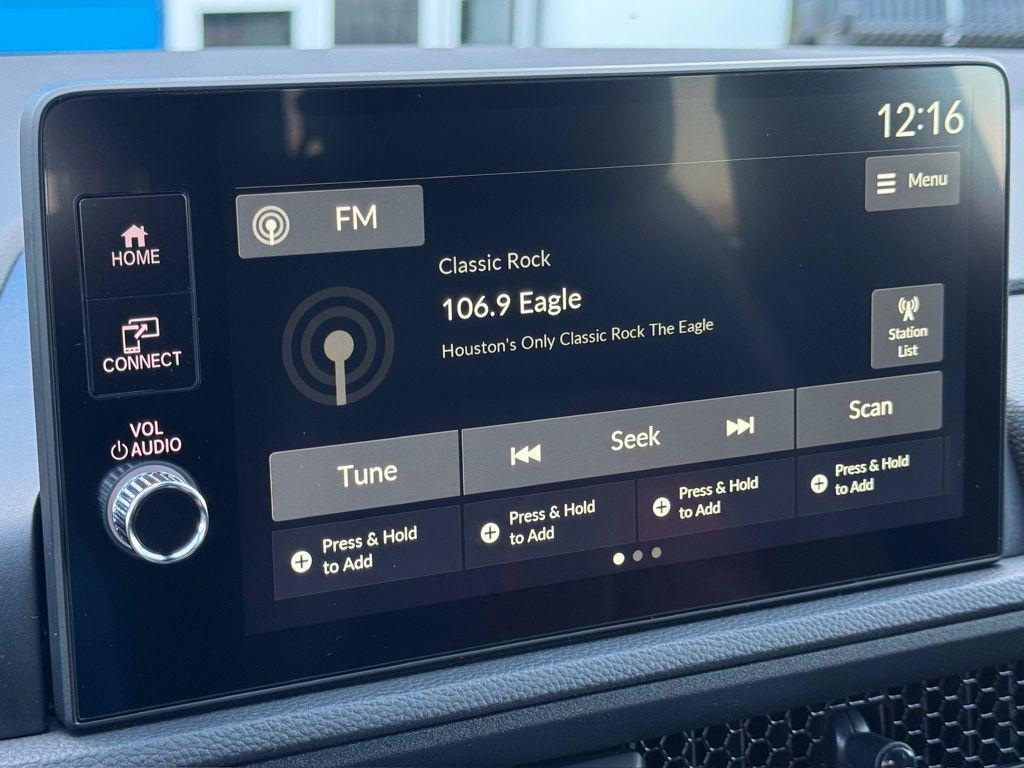 12:16
Menu
FM
HOME
Classic Rock
106.9 Eagle
Houston's Only Classic Rock The Eagle
Station
List
CONNECT
VOL
AUDIO
Tune
Seek
Scan
Press & Hold
to Add
Press & Hold
to Add
Press & Hold
to Add
Press & Hold
to Add